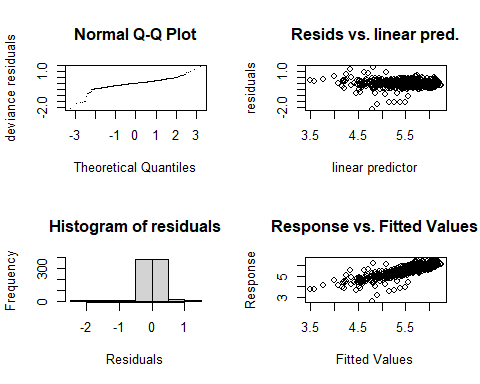 Normal Q-Q Plot
deviance residuals
-2.0 1.0
-3 -2 -1 0 1 2 3
Theoretical Quantiles
Resids vs. linear pred.
residuals
-2.0 1.0
3.5 4.5 5.5
linear predictor
Histogram of residuals
Frequency
0 300
-2 -1 0 1
Residuals
Response vs. Fitted Values
Response
3 5
3.5 4.5 5.5
Fitted Values